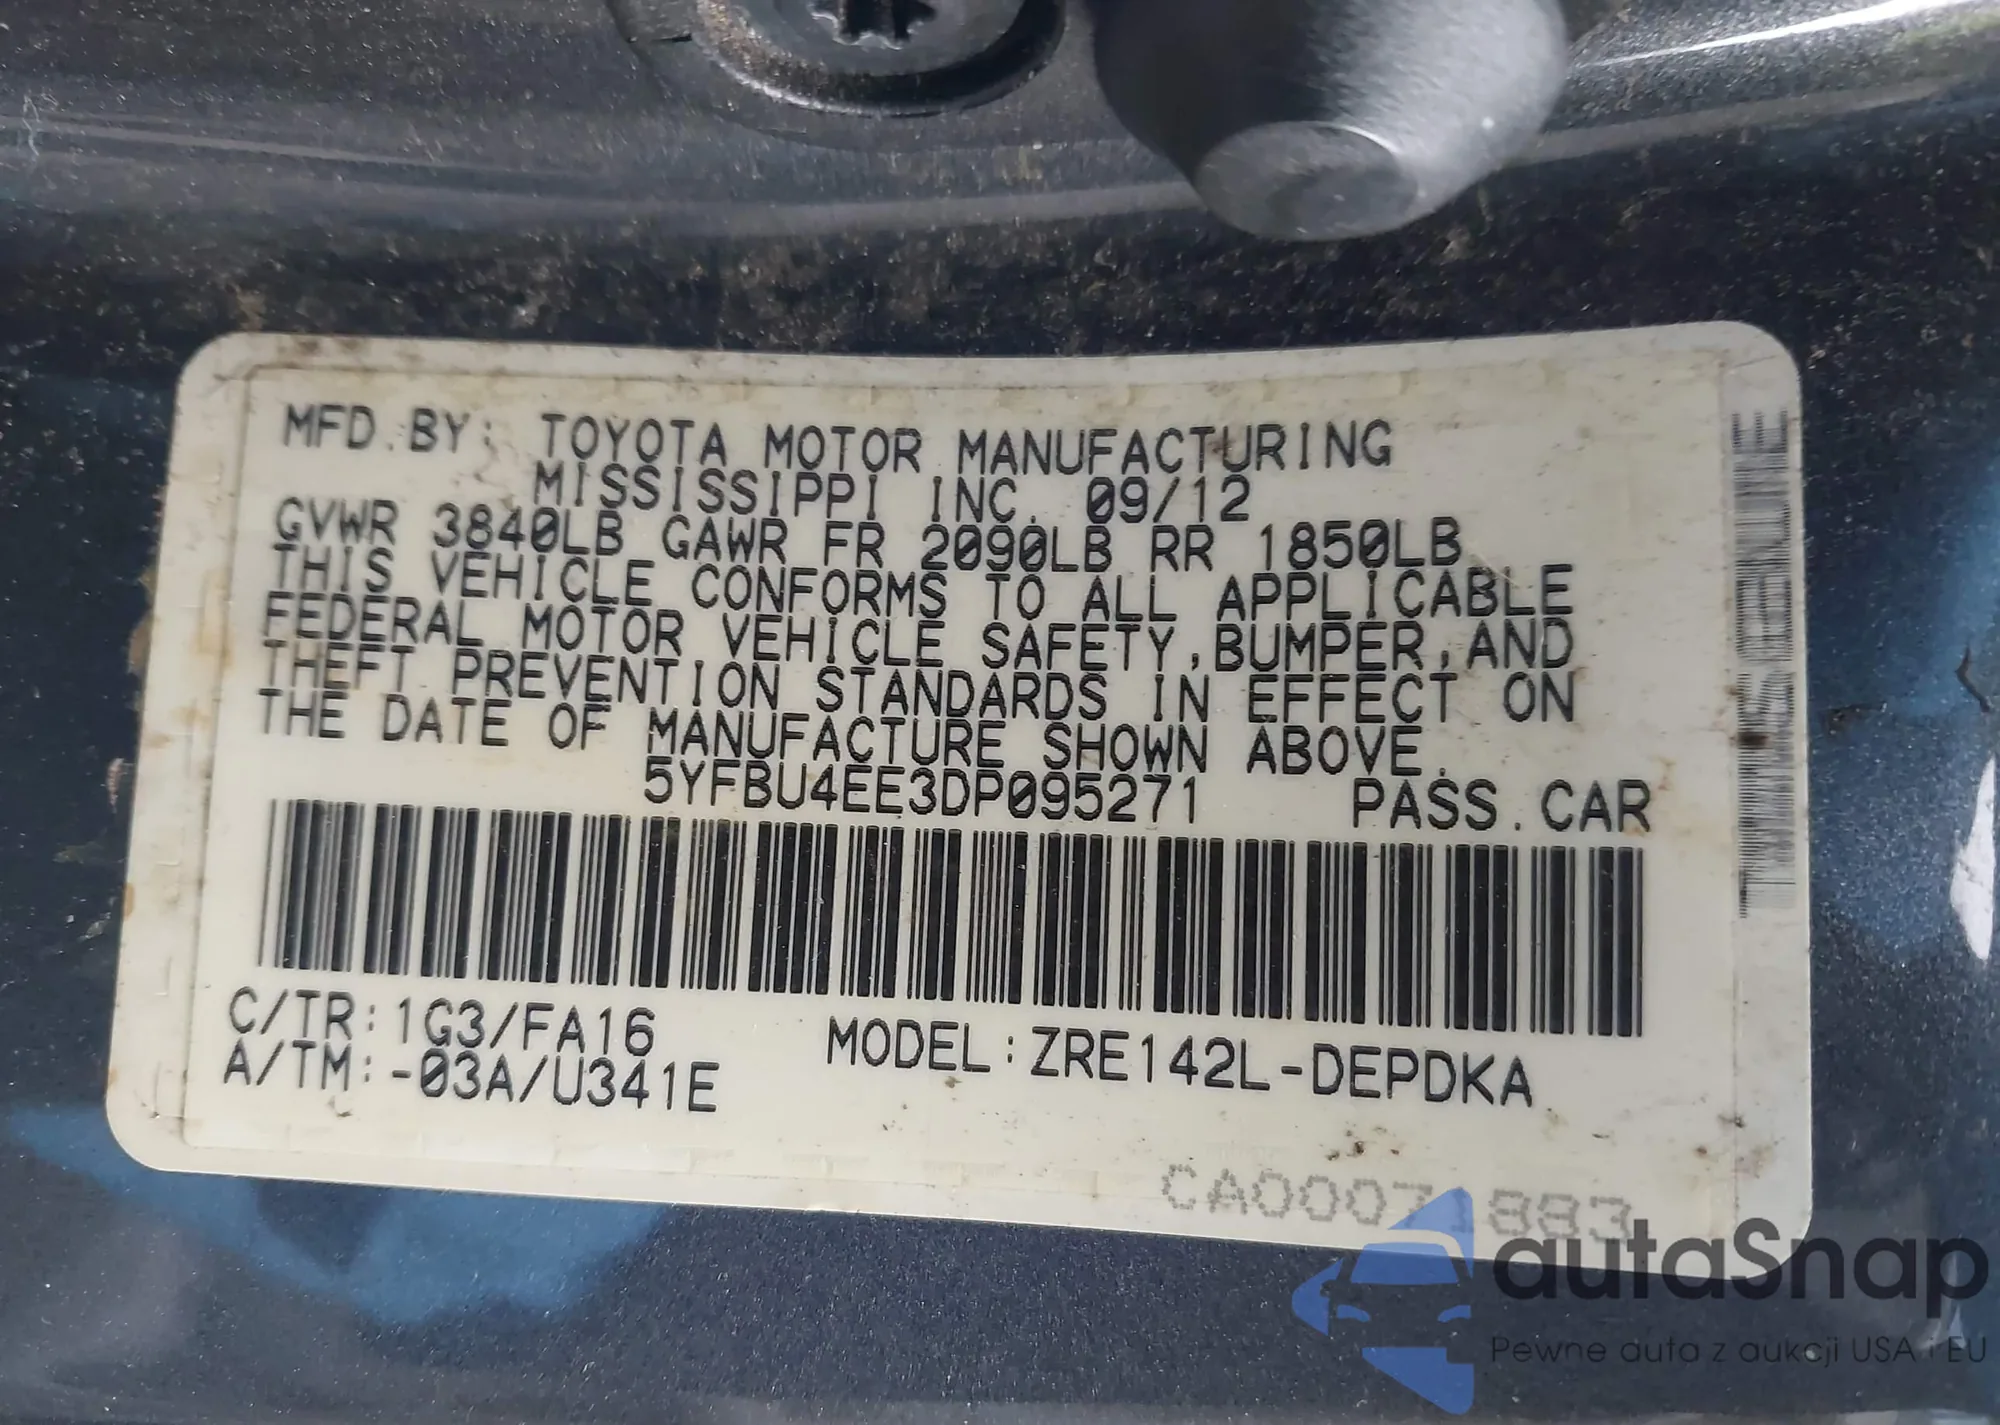 MFD. BY: TOYOTA MOTOR MANUFACTURING
MISSISSIPPI INC. 09/12
GVWR 3840LB GAWR FR 2090LB RR 1850LB
THIS VEHICLE CONFORMS TO ALL APPLICABLE
FEDERAL MOTOR VEHICLE SAFETY, BUMPER, AND
THEFT PREVENTION STANDARDS IN EFFECT ON
THE DATE OF MANUFACTURE SHOWN ABOVE.
5YFBU4EE3DP095271 PASS. CAR
C/TR: 1G3/FA16
A/TM: -03A/U341E
MODEL: ZRE142L-DEPDKA
CA00071883
autaSnap
Pewne auta z aukcji USA i EU